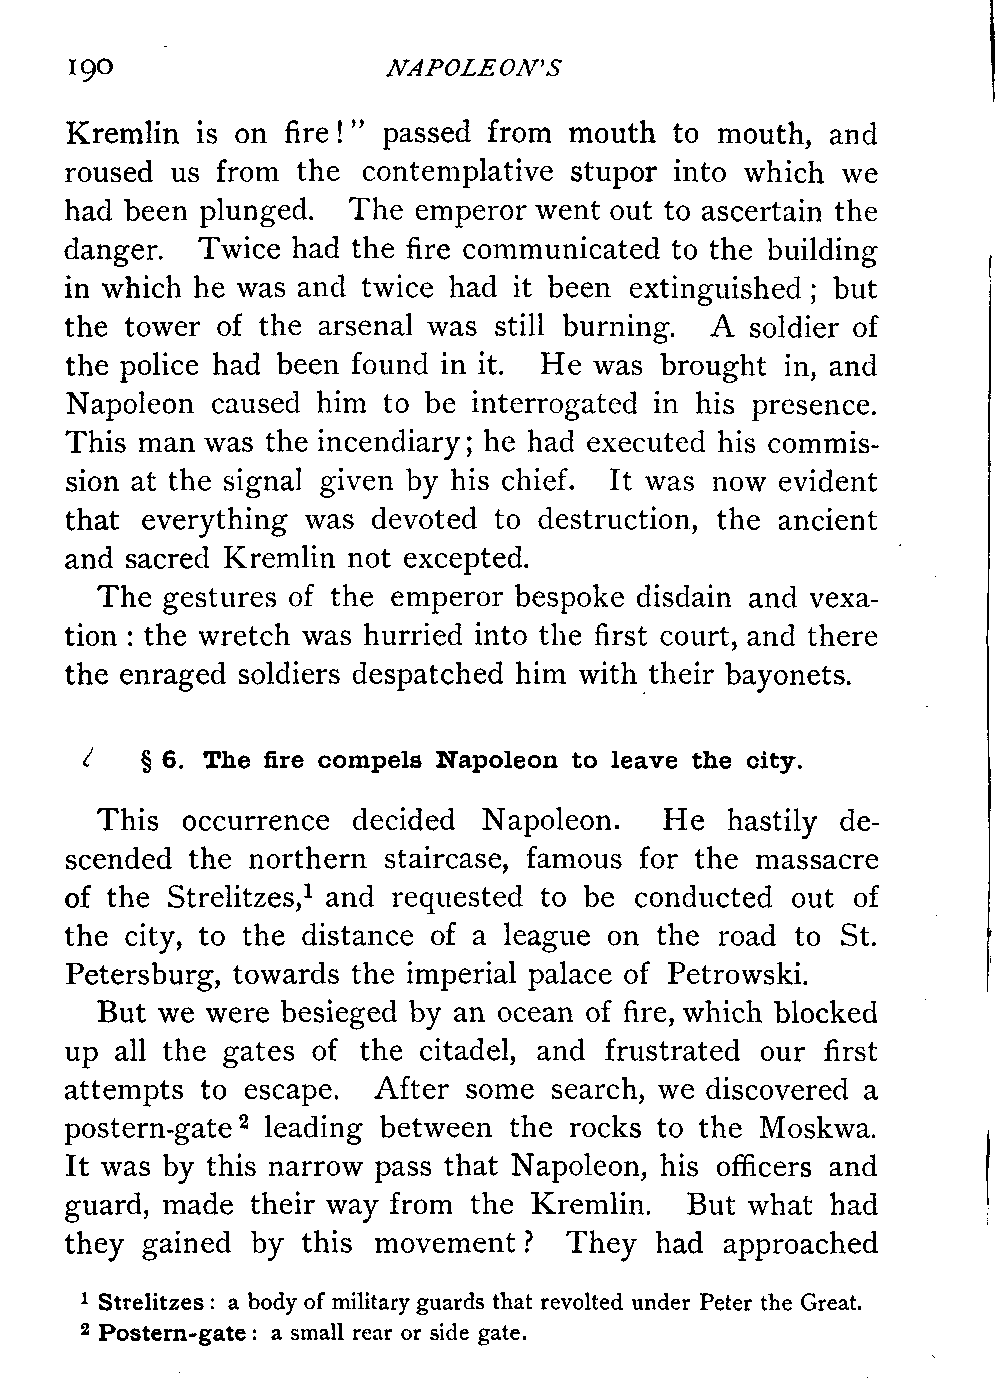 190 NAPOLEON'S
Kremlin is on fire!" passed from mouth to mouth, and
roused us from the contemplative stupor into which we
had been plunged. The emperor went out to ascertain the
danger. Twice had the fire communicated to the building
in which he was and twice had it been extinguished; but
the tower of the arsenal was still burning. A soldier of
the police had been found in it. He was brought in, and
Napoleon caused him to be interrogated in his presence.
This man was the incendiary; he had executed his commis-
sion at the signal given by his chief. It was now evident
that everything was devoted to destruction, the ancient
and sacred Kremlin not excepted.
The gestures of the emperor bespoke disdain and vexa-
tion: the wretch was hurried into the first court, and there
the enraged soldiers despatched him with their bayonets.
§ 6. The fire compels Napoleon to leave the city.
This occurrence decided Napoleon. He hastily de-
scended the northern staircase, famous for the massacre
of the Strelitzes,¹ and requested to be conducted out of
the city, to the distance of a league on the road to St.
Petersburg, towards the imperial palace of Petrowski.
But we were besieged by an ocean of fire, which blocked
up all the gates of the citadel, and frustrated our first
attempts to escape. After some search, we discovered a
postern-gate² leading between the rocks to the Moskwa.
It was by this narrow pass that Napoleon, his officers and
guard, made their way from the Kremlin. But what had
they gained by this movement? They had approached
¹ Strelitzes: a body of military guards that revolted under Peter the Great.
² Postern-gate: a small rear or side gate.